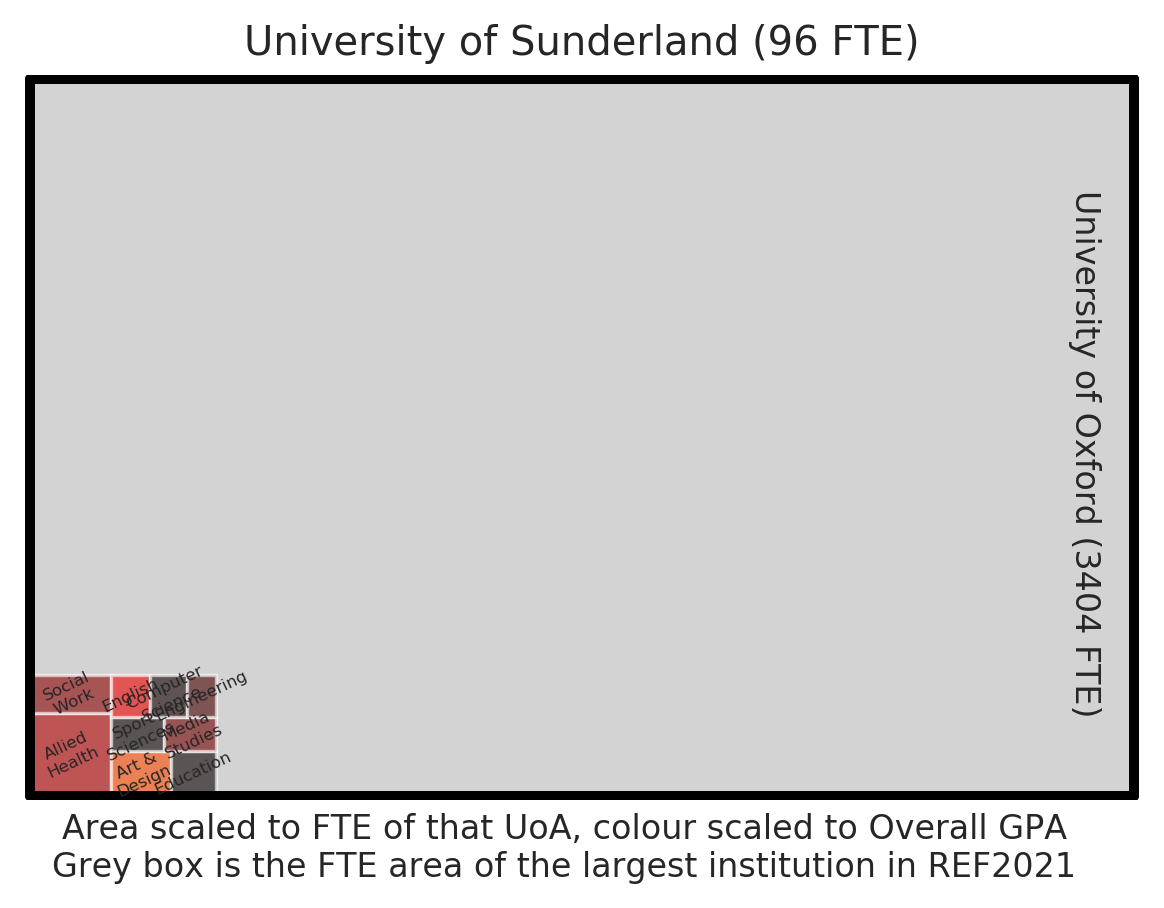 University of Sunderland (96 FTE)
University of Oxford (3404 FTE)
Social
Work
English
Computer
Science
Engineering
Allied
Health
Sport
Sciences
Media
Studies
Art &
Design
Education
Area scaled to FTE of that UoA, colour scaled to Overall GPA
Grey box is the FTE area of the largest institution in REF2021